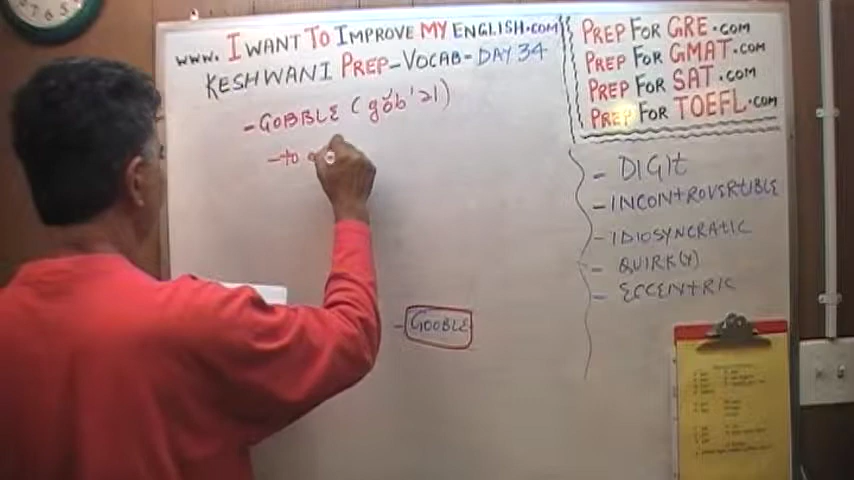 www. I WANT TO IMPROVE MY ENGLISH.COM
KESHWANI PREP-VOCAB-DAY 34
- GOBBLE (gŏb'əl)
- to
- GOBBLE
PREP FOR GRE.COM
PREP FOR GMAT.COM
PREP FOR SAT.COM
PREP FOR TOEFL.COM
- DIGIT
- INCONTROVERTIBLE
- IDIOSYNCRATIC
- QUIRK(Y)
- ECCENTRIC